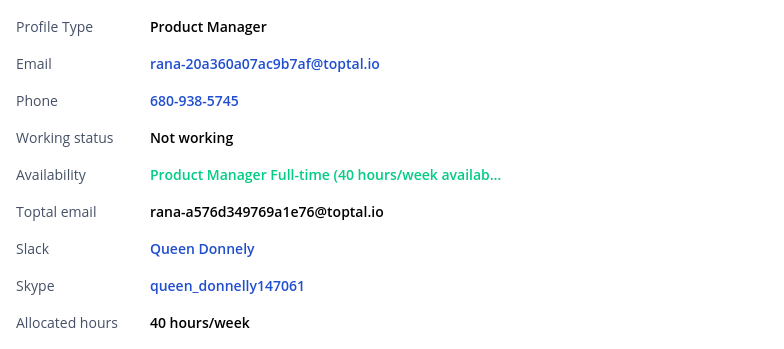 Profile Type Product Manager
Email rana-20a360a07ac9b7af@toptal.io
Phone 680-938-5745
Working status Not working
Availability Product Manager Full-time (40 hours/week availab...
Toptal email rana-a576d349769a1e76@toptal.io
Slack Queen Donnely
Skype queen_donnelly147061
Allocated hours 40 hours/week